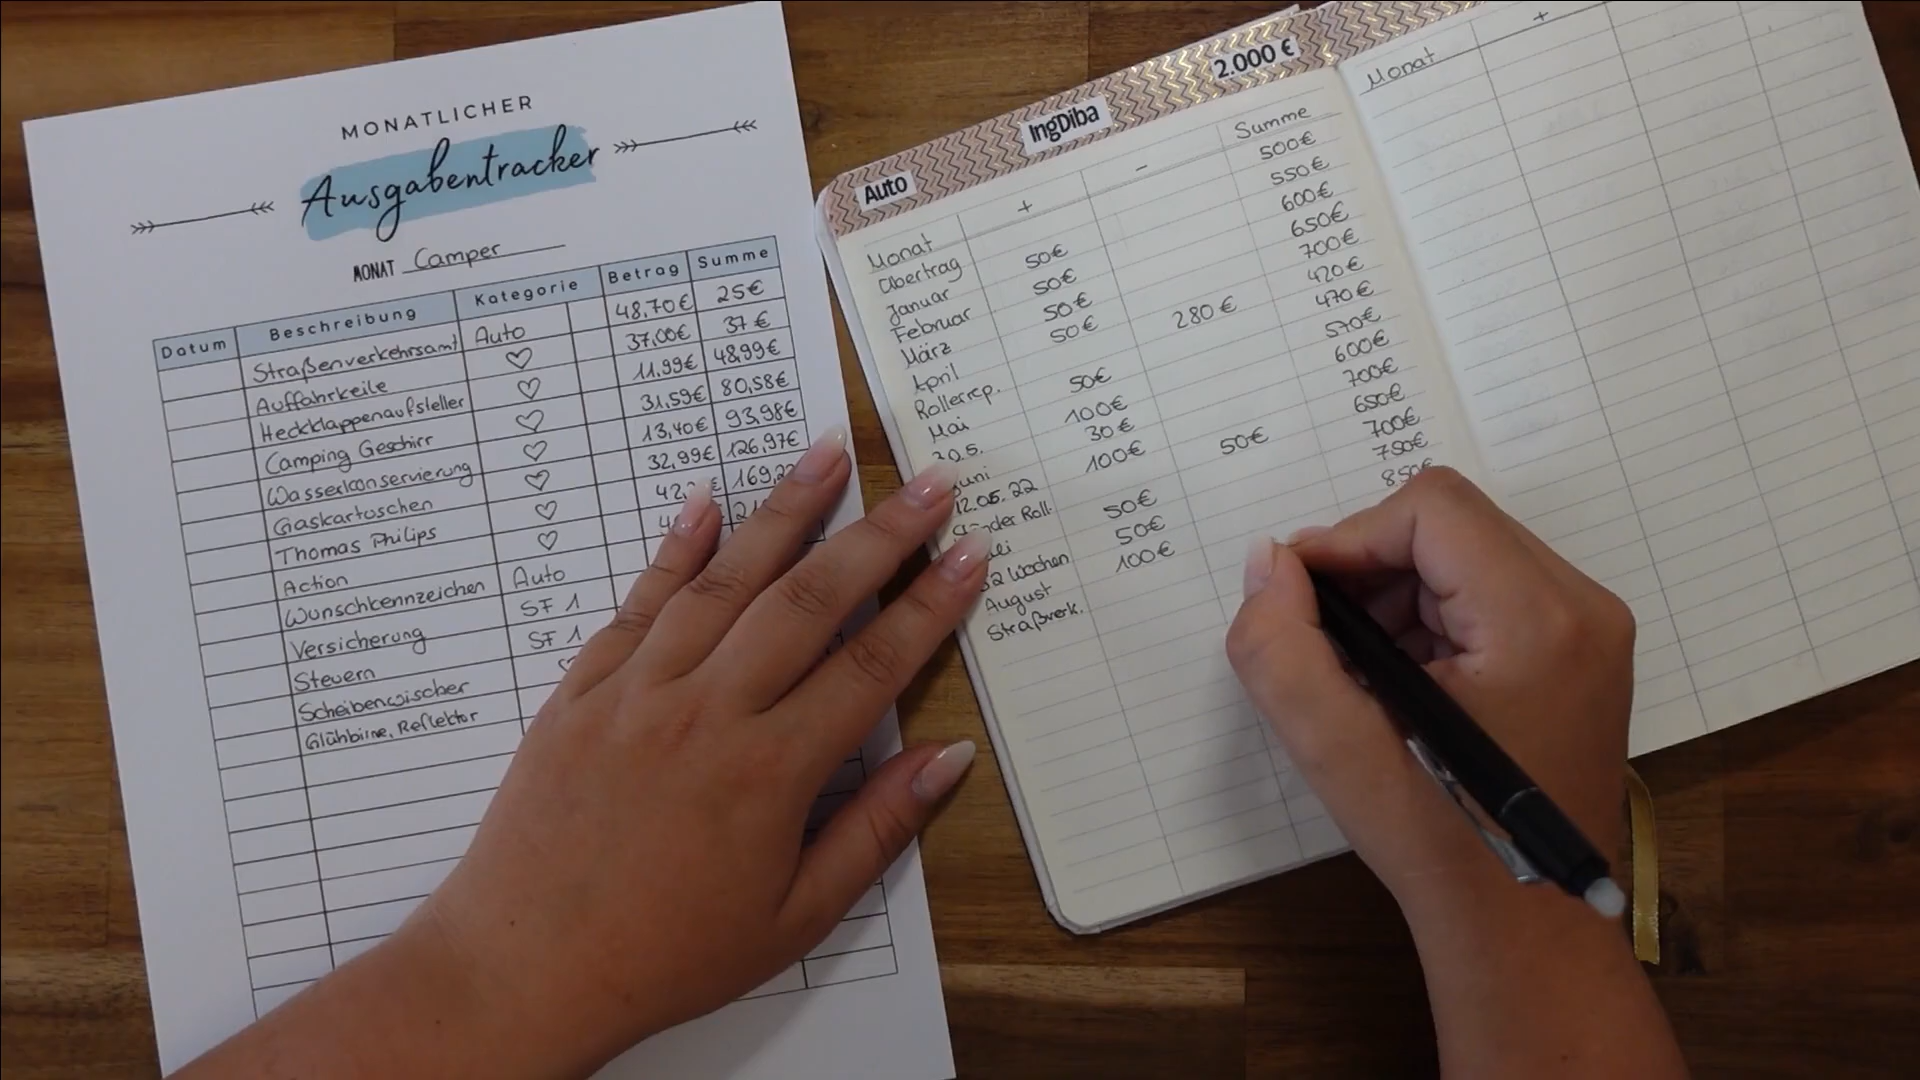 MONATLICHER
Ausgabentracker
MONAT Camper
Datum Beschreibung Kategorie Betrag Summe
Straßenverkehrsamt Auto 48,70€ 25€
Auffahrkeile ♡ 37,00€ 37€
Heckklappenaufsteller ♡ 11,99€ 48,99€
Camping Geschirr ♡ 31,59€ 80,58€
Wasserkonservierung ♡ 13,40€ 93,98€
Gaskartuschen ♡ 32,99€ 126,97€
Thomas Philips ♡
Action ♡
Wunschkennzeichen Auto
Versicherung SF 1
Steuern SF 1
Scheibenwischer
Glühbirne, Reflektor
Auto IngDiba 2.000 €
Monat + - Summe
Übertrag 500€
Januar 50€ 550€
Februar 50€ 600€
März 50€ 650€
April 50€ 700€
Rollerrep. 280€ 420€
Mai 50€ 470€
30.5. 100€ 570€
Juni 30€ 600€
12.05.22 100€ 700€
Roll. 50€ 650€
50€ 700€
52 Wochen 50€ 750€
August 100€ 850€
Straßverk.
Monat +